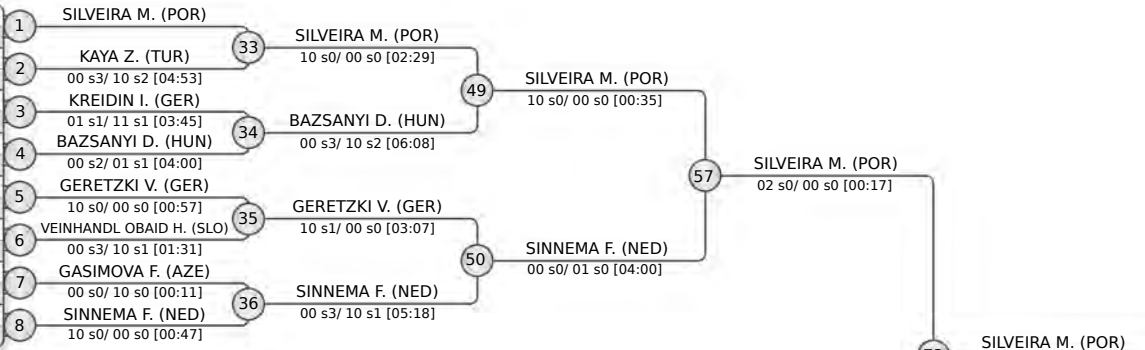 1
SILVEIRA M. (POR)
2
KAYA Z. (TUR)
00 s3/ 10 s2 [04:53]
3
KREIDIN I. (GER)
01 s1/ 11 s1 [03:45]
4
BAZSANYI D. (HUN)
00 s2/ 01 s1 [04:00]
5
GERETZKI V. (GER)
10 s0/ 00 s0 [00:57]
6
VEINHANDL OBAID H. (SLO)
00 s3/ 10 s1 [01:31]
7
GASIMOVA F. (AZE)
00 s0/ 10 s0 [00:11]
8
SINNEMA F. (NED)
10 s0/ 00 s0 [00:47]
33
SILVEIRA M. (POR)
10 s0/ 00 s0 [02:29]
34
BAZSANYI D. (HUN)
00 s3/ 10 s2 [06:08]
35
GERETZKI V. (GER)
10 s1/ 00 s0 [03:07]
36
SINNEMA F. (NED)
00 s3/ 10 s1 [05:18]
49
SILVEIRA M. (POR)
10 s0/ 00 s0 [00:35]
50
SINNEMA F. (NED)
00 s0/ 01 s0 [04:00]
57
SILVEIRA M. (POR)
02 s0/ 00 s0 [00:17]
SILVEIRA M. (POR)